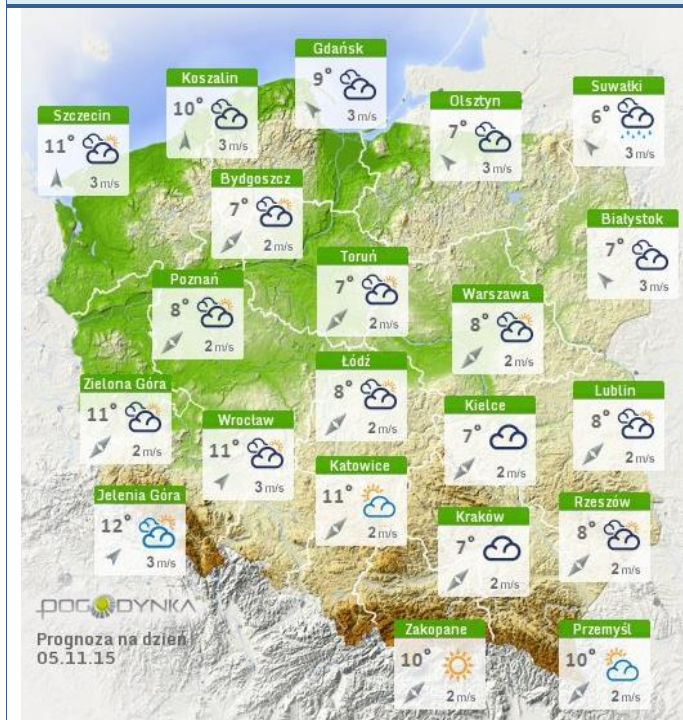 Gdańsk
9°
3 m/s
Koszalin
10°
3 m/s
Szczecin
11°
3 m/s
Olsztyn
7°
3 m/s
Suwałki
6°
3 m/s
Bydgoszcz
7°
2 m/s
Białystok
7°
3 m/s
Toruń
7°
2 m/s
Poznań
8°
2 m/s
Warszawa
8°
2 m/s
Łódź
8°
2 m/s
Zielona Góra
11°
2 m/s
Wrocław
11°
3 m/s
Kielce
7°
2 m/s
Lublin
8°
2 m/s
Katowice
11°
2 m/s
Jelenia Góra
12°
3 m/s
Kraków
7°
2 m/s
Rzeszów
8°
2 m/s
POGODYNKA
Prognoza na dzień
05.11.15
Zakopane
10°
2 m/s
Przemyśl
10°
2 m/s